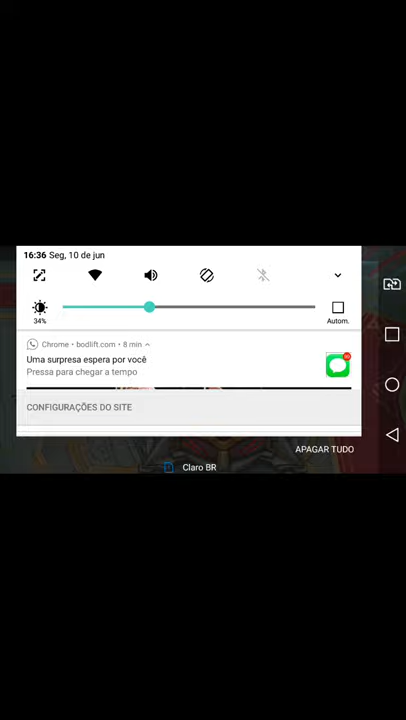 16:36 Seg, 10 de jun
34%
Autom.
Chrome • bodlift.com • 8 min
Uma surpresa espera por você
Pressa para chegar a tempo
CONFIGURAÇÕES DO SITE
APAGAR TUDO
Claro BR